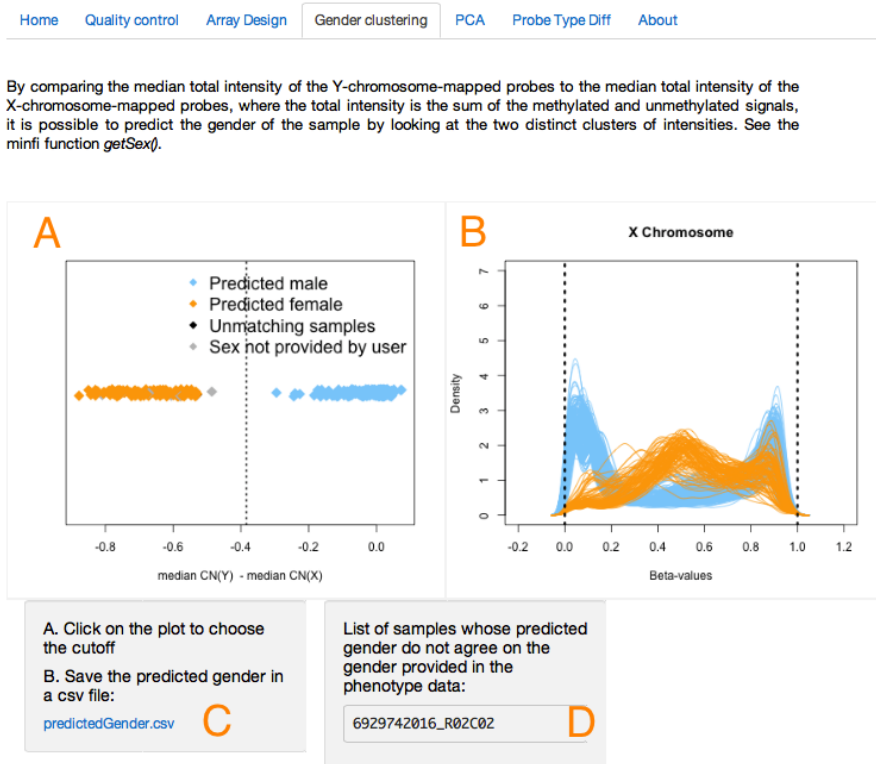 Home Quality control Array Design Gender clustering PCA Probe Type Diff About
By comparing the median total intensity of the Y-chromosome-mapped probes to the median total intensity of the
X-chromosome-mapped probes, where the total intensity is the sum of the methylated and unmethylated signals,
it is possible to predict the gender of the sample by looking at the two distinct clusters of intensities. See the
minfi function getSex().
A
Predicted male
Predicted female
Unmatching samples
Sex not provided by user
-0.8 -0.6 -0.4 -0.2 0.0
median CN(Y) - median CN(X)
B
X Chromosome
Density
7
6
5
4
3
2
1
0
-0.2 0.0 0.2 0.4 0.6 0.8 1.0 1.2
Beta-values
A. Click on the plot to choose
the cutoff
B. Save the predicted gender in
a csv file:
predictedGender.csv C
List of samples whose predicted
gender do not agree on the
gender provided in the
phenotype data:
6929742016_R02C02 D